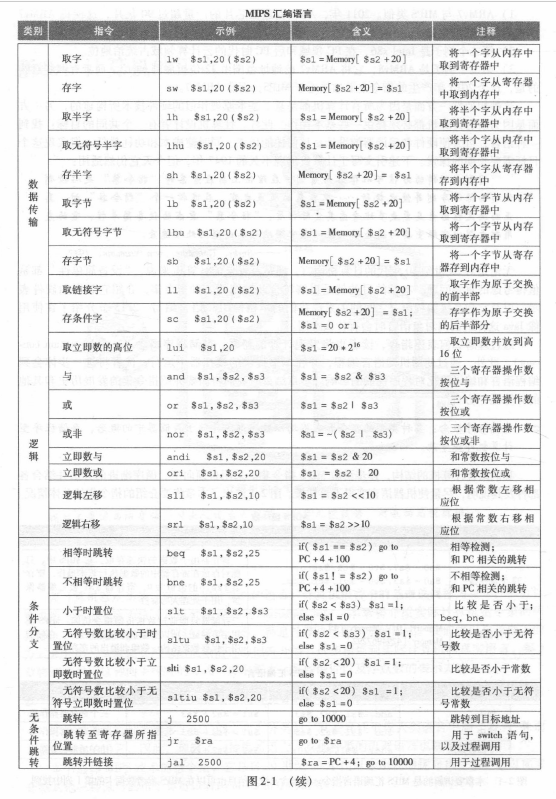 MIPS 汇编语言
类别 指令 示例 含义 注释
数据传输
取字 lw $s1,20($s2) $s1=Memory[ $s2+20] 将一个字从内存中
取到寄存器中
存字 sw $s1,20($s2) Memory[ $s2+20]= $s1 将一个字从寄存器
中取到内存中
取半字 lh $s1,20($s2) $s1=Memory[ $s2+20] 将半个字从内存中
取到寄存器中
取无符号半字 lhu $s1,20($s2) $s1=Memory[ $s2+20] 将半个字从内存中
取到寄存器中
存半字 sh $s1,20($s2) Memory[ $s2+20]= $s1 将半个字从寄存器
存到内存中
取字节 lb $s1,20($s2) $s1=Memory[ $s2+20] 将一个字节从内存
取到寄存器中
取无符号字节 lbu $s1,20($s2) $s1=Memory[ $s2+20] 将一个字节从内存
取到寄存器中
存字节 sb $s1,20($s2) Memory[ $s2+20]= $s1 将一个字节从寄存
器存到内存中
取链接字 ll $s1,20($s2) $s1=Memory[ $s2+20] 取字作为原子交换
的前半部
存条件字 sc $s1,20($s2) Memory[ $s2+20]= $s1; 存字作为原子交换
$s1=0 or 1 的后半部分
取立即数的高位 lui $s1,20 $s1=20*2¹⁶ 取立即数并放到高
16 位
逻辑
与 and $s1,$s2,$s3 $s1= $s2 & $s3 三个寄存器操作数
按位与
或 or $s1,$s2,$s3 $s1=$s2 | $s3 三个寄存器操作数
按位或
或非 nor $s1,$s2,$s3 $s1=~( $s2 | $s3) 三个寄存器操作数
按位或非
立即数与 andi $s1,$s2,20 $s1= $s2 & 20 和常数按位与
立即数或 ori $s1,$s2,20 $s1 = $s2 | 20 和常数按位或
逻辑左移 sll $s1,$s2,10 $s1= $s2<<10 根据常数左移相
应位
逻辑右移 srl $s1,$s2,10 $s1= $s2>>10 根据常数右移相
应位
条件分支
相等时跳转 beq $s1,$s2,25 if( $s1== $s2) go to 相等检测;
PC+4+100 和 PC 相关的跳转
不相等时跳转 bne $s1,$s2,25 if( $s1!= $s2) go to 不相等检测;
PC+4+100 和 PC 相关的跳转
小于时置位 slt $s1,$s2,$s3 if( $s2< $s3) $s1=1; 比较是否小于;
else $s1=0 beq, bne
无符号数比较小于时
置位 sltu $s1,$s2,$s3 if( $s2< $s3) $s1=1; 比较是否小于无符
else $s1=0 号数
无符号数比较小于立
即数时置位 slti $s1,$s2,20 if( $s2<20) $s1=1; 比较是否小于常数
else $s1=0
无符号数比较小于无
符号立即数时置位 sltiu $s1,$s2,20 if( $s2<20) $s1=1; 比较是否小于无符
else $s1=0 号常数
无条件跳转
跳转 j 2500 go to 10000 跳转到目标地址
跳转至寄存器所指
位置 jr $ra go to $ra 用于 switch 语句,
以及过程调用
跳转并链接 jal 2500 $ra=PC+4; go to 10000 用于过程调用
图 2-1 (续)